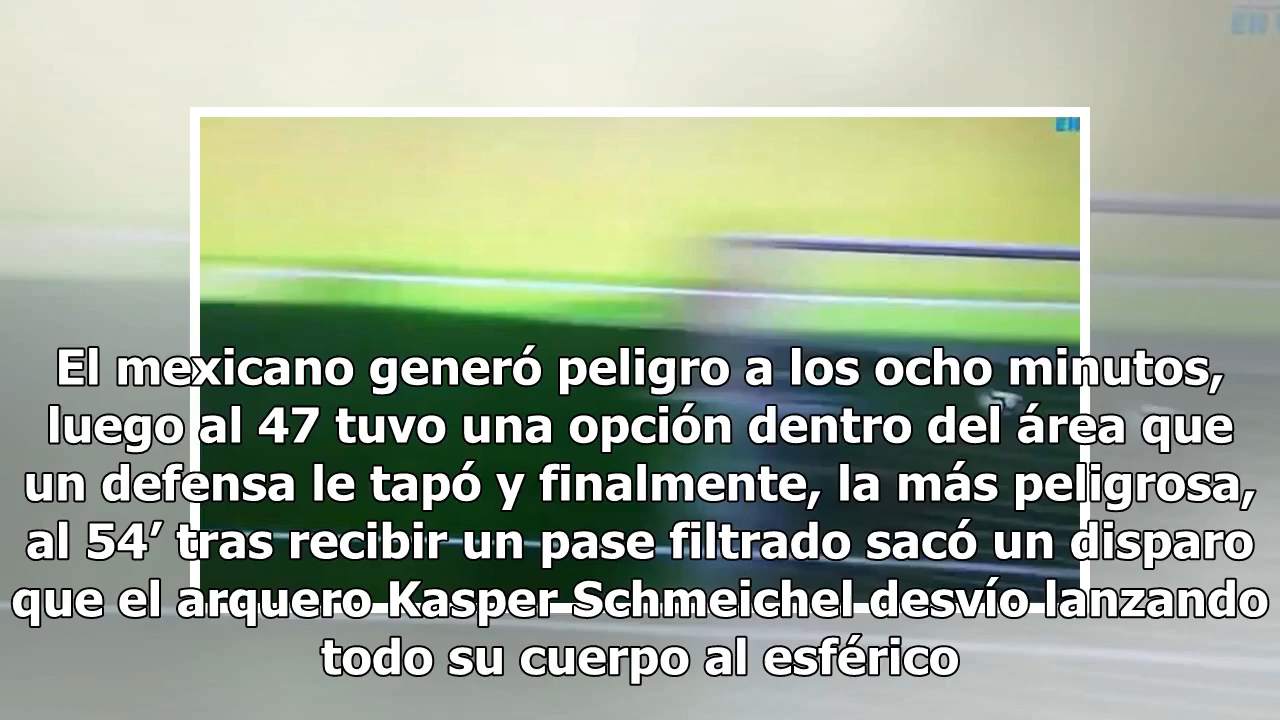 EN
El mexicano generó peligro a los ocho minutos,
luego al 47 tuvo una opción dentro del área que
un defensa le tapó y finalmente, la más peligrosa,
al 54’ tras recibir un pase filtrado sacó un disparo
que el arquero Kasper Schmeichel desvío lanzando
todo su cuerpo al esférico